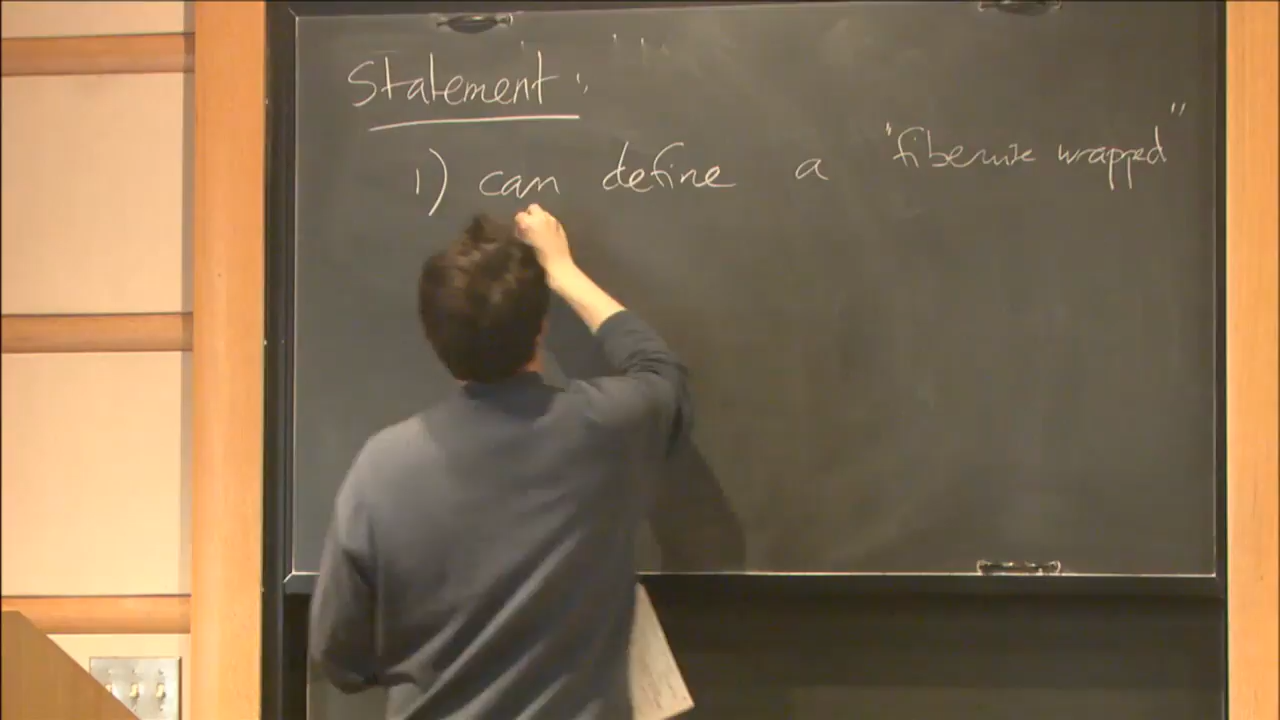 Statement:
1) can define a "fiberwise wrapped"